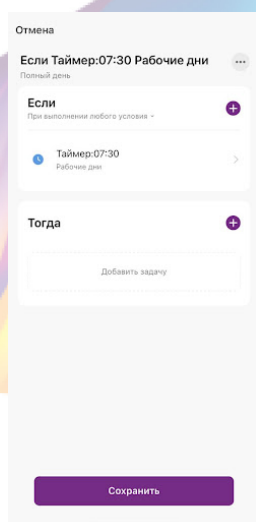 Отмена
Если Таймер:07:30 Рабочие дни
Полный день
Если
При выполнении любого условия
Таймер:07:30
Рабочие дни
Тогда
Добавить задачу
Сохранить